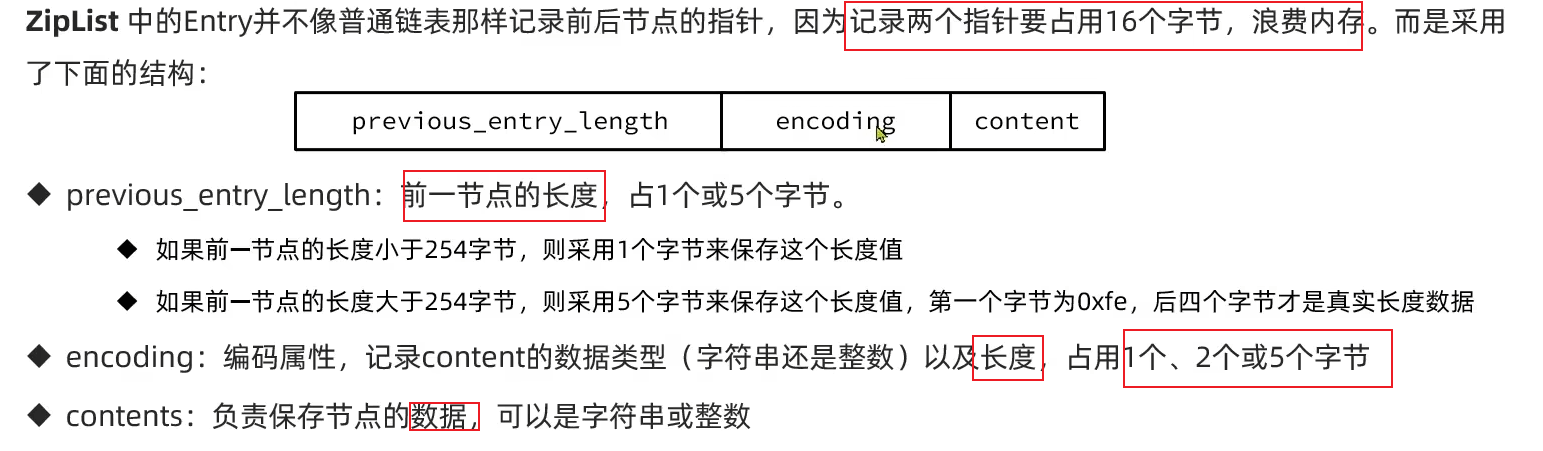 ZipList 中的Entry并不像普通链表那样记录前后节点的指针，因为记录两个指针要占用16个字节，浪费内存。而是采用
了下面的结构：
previous_entry_length encoding content
◆ previous_entry_length：前一节点的长度，占1个或5个字节。
◆ 如果前一节点的长度小于254字节，则采用1个字节来保存这个长度值
◆ 如果前一节点的长度大于254字节，则采用5个字节来保存这个长度值，第一个字节为0xfe，后四个字节才是真实长度数据
◆ encoding：编码属性，记录content的数据类型（字符串还是整数）以及长度，占用1个、2个或5个字节
◆ contents：负责保存节点的数据，可以是字符串或整数